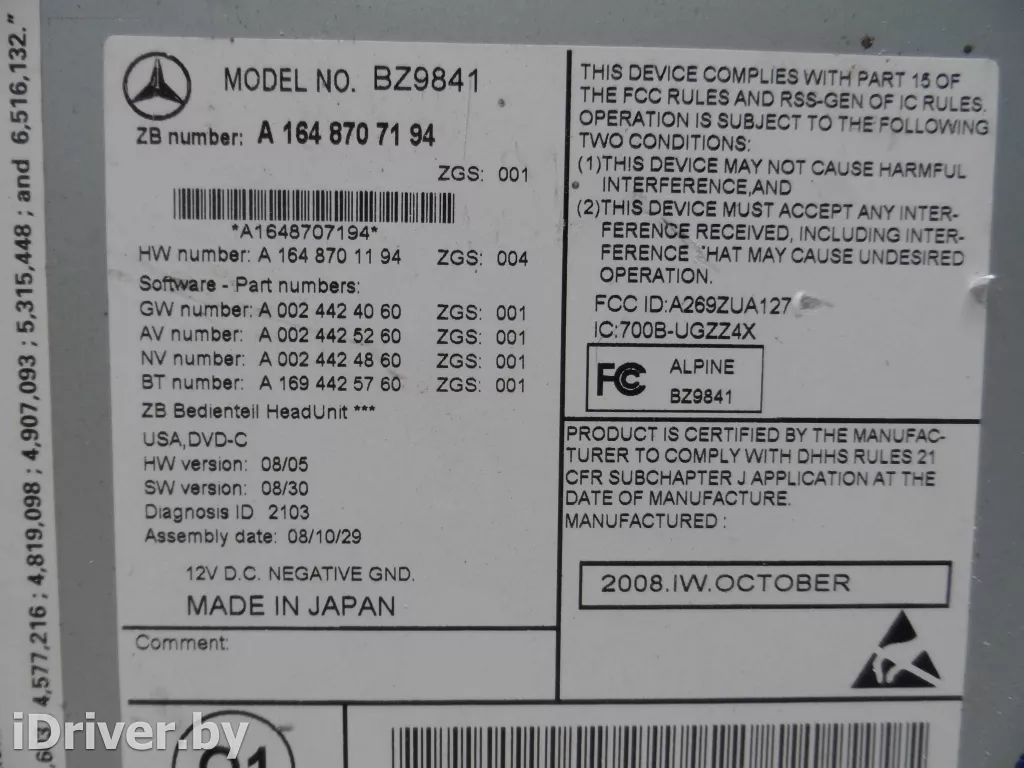 4,577,216 ; 4,819,098 ; 4,907,093 ; 5,315,448 ; and 6,516,132."
MODEL NO. BZ9841
ZB number: A 164 870 71 94
ZGS: 001
*A1648707194*
HW number: A 164 870 11 94 ZGS: 004
Software - Part numbers:
GW number: A 002 442 40 60 ZGS: 001
AV number: A 002 442 52 60 ZGS: 001
NV number: A 002 442 48 60 ZGS: 001
BT number: A 169 442 57 60 ZGS: 001
ZB Bedienteil HeadUnit ***
USA,DVD-C
HW version: 08/05
SW version: 08/30
Diagnosis ID 2103
Assembly date: 08/10/29
12V D.C. NEGATIVE GND.
MADE IN JAPAN
Comment:
THIS DEVICE COMPLIES WITH PART 15 OF
THE FCC RULES AND RSS-GEN OF IC RULES.
OPERATION IS SUBJECT TO THE FOLLOWING
TWO CONDITIONS:
(1)THIS DEVICE MAY NOT CAUSE HARMFUL
INTERFERENCE,AND
(2)THIS DEVICE MUST ACCEPT ANY INTER-
FERENCE RECEIVED, INCLUDING INTER-
FERENCE THAT MAY CAUSE UNDESIRED
OPERATION.
FCC ID:A269ZUA127
IC:700B-UGZZ4X
FC ALPINE
BZ9841
PRODUCT IS CERTIFIED BY THE MANUFAC-
TURER TO COMPLY WITH DHHS RULES 21
CFR SUBCHAPTER J APPLICATION AT THE
DATE OF MANUFACTURE.
MANUFACTURED :
2008.IW.OCTOBER
iDriver.by